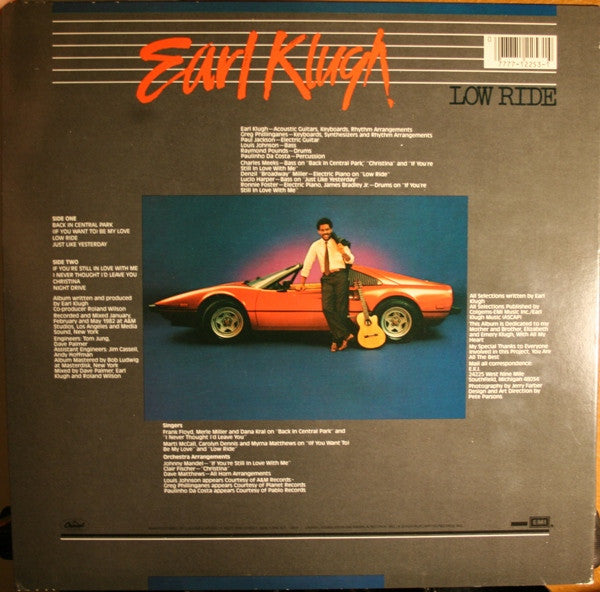 Earl Klugh
0
7777-12253-1
LOW RIDE
Earl Klugh—Acoustic Guitars, Keyboards, Rhythm Arrangements
Greg Phillinganes—Keyboards, Synthesizers and Rhythm Arrangements
Paul Jackson—Electric Guitar
Louis Johnson—Bass
Raymond Pounds—Drums
Paulinho Da Costa—Percussion
Charles Meeks—Bass on "Back In Central Park," "Christina" and "If You're
Still In Love With Me"
Denzil "Broadway" Miller—Electric Piano on "Low Ride"
Lucio Harper—Bass on "Just Like Yesterday"
Ronnie Foster—Electric Piano, James Bradley Jr.—Drums on "If You're
Still In Love With Me"
SIDE ONE
BACK IN CENTRAL PARK
(IF YOU WANT TO) BE MY LOVE
LOW RIDE
JUST LIKE YESTERDAY
SIDE TWO
IF YOU'RE STILL IN LOVE WITH ME
I NEVER THOUGHT I'D LEAVE YOU
CHRISTINA
NIGHT DRIVE
Album written and produced
by Earl Klugh
Co-producer Roland Wilson
Recorded and Mixed January,
February and May 1982 at A&M
Studios, Los Angeles and Media
Sound, New York
Engineers: Tom Jung,
Dave Palmer
Assistant Engineers: Jim Cassell,
Andy Hoffman
Album Mastered by Bob Ludwig
at Masterdisk, New York
Mixed by Dave Palmer, Earl
Klugh and Roland Wilson
All Selections written by Earl
Klugh
All Selections Published by
Colgems-EMI Music Inc./Earl
Klugh Music (ASCAP)
This Album is Dedicated to my
Mother and Brother, Elizabeth
and Emery Klugh, With All My
Heart
My Special Thanks to Everyone
Involved in this Project, You Are
All The Best
Mail all correspondence:
E.K.I.
24225 West Nine Mile
Southfield, Michigan 48034
Photography by Jerry Farber
Design and Art Direction by
Pete Parsons
Singers
Frank Floyd, Merle Miller and Dana Kral on "Back in Central Park" and
"I Never Thought I'd Leave You"
Marti McCall, Carolyn Dennis and Myrna Matthews on "(If You Want To)
Be My Love" and "Low Ride"
Orchestra Arrangements
Johnny Mandel—"If You're Still In Love With Me"
Clair Fischer—"Christina"
Dave Matthews—All Horn Arrangements
Louis Johnson appears Courtesy of A&M Records
Greg Phillinganes appears Courtesy of Planet Records
Paulinho Da Costa appears Courtesy of Pablo Records
Capitol
EMI